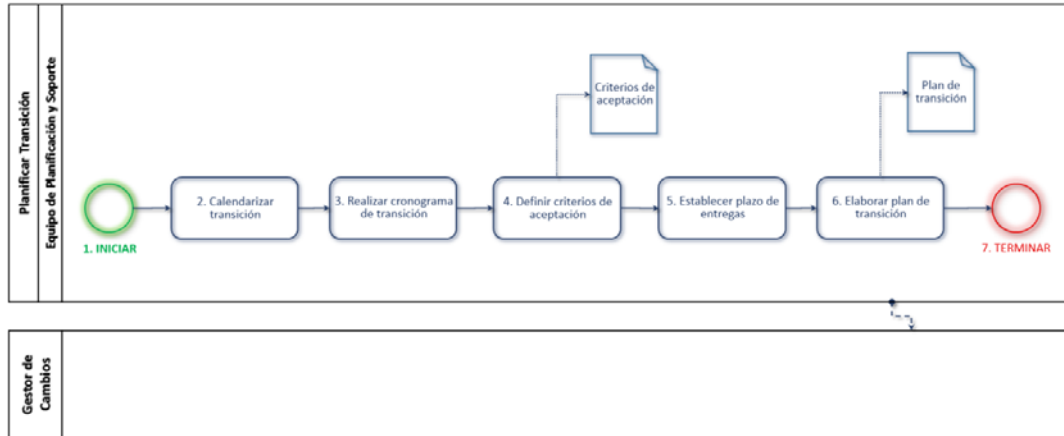 Planificar Transición
Equipo de Planificación y Soporte
Criterios de
aceptación
Plan de
transición
1. INICIAR
2. Calendarizar
transición
3. Realizar cronograma
de transición
4. Definir criterios de
aceptación
5. Establecer plazo de
entregas
6. Elaborar plan de
transición
7. TERMINAR
Gestor de
Cambios